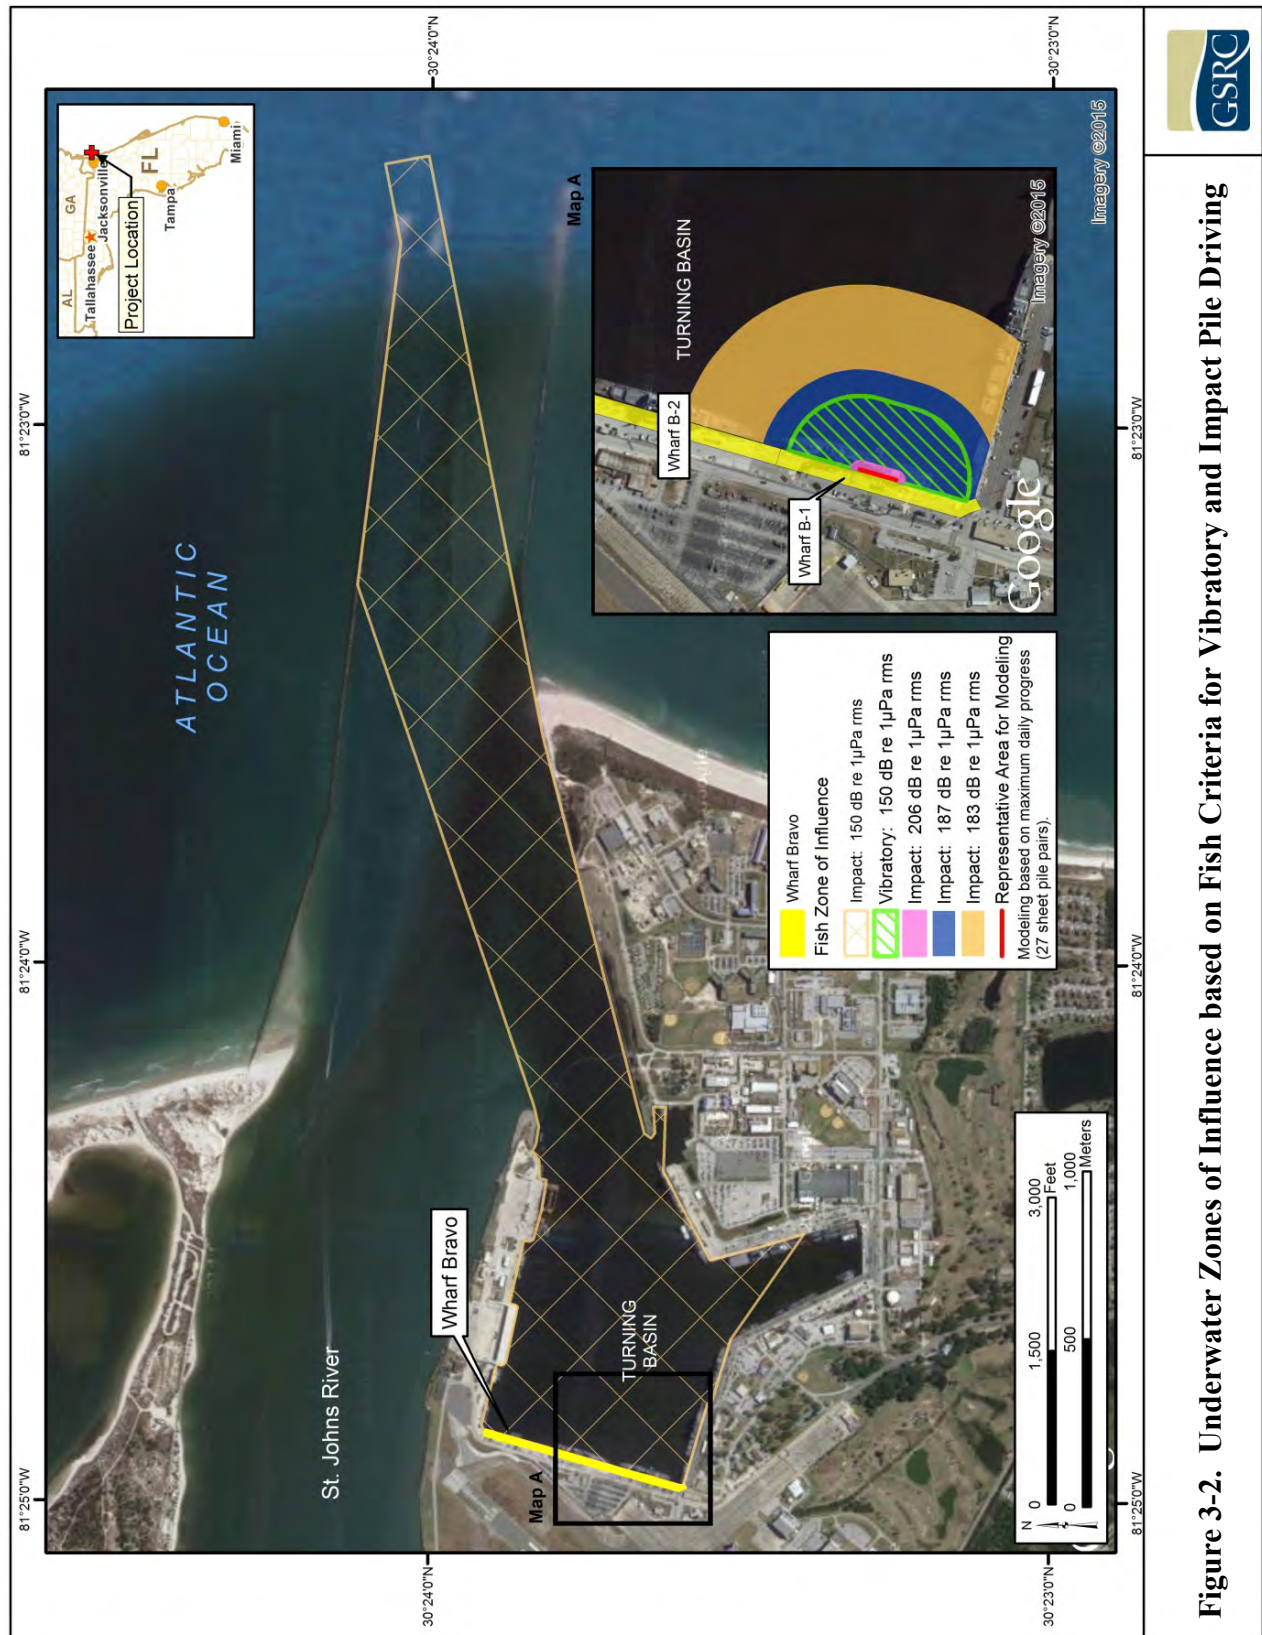 81°25'0"W
81°24'0"W
81°23'0"W
30°24'0"N
30°23'0"N
30°24'0"N
30°23'0"N
81°25'0"W
81°24'0"W
81°23'0"W
ATLANTIC
OCEAN
St. Johns River
Wharf Bravo
TURNING
BASIN
Map A
AL
GA
Tallahassee
Jacksonville
FL
Project Location
Tampa
Miami
Map A
TURNING BASIN
Wharf B-2
Wharf B-1
Google
Imagery ©2015
Imagery ©2015
Wharf Bravo
Fish Zone of Influence
Impact: 150 dB re 1µPa rms
Vibratory: 150 dB re 1µPa rms
Impact: 206 dB re 1µPa rms
Impact: 187 dB re 1µPa rms
Impact: 183 dB re 1µPa rms
Representative Area for Modeling
Modeling based on maximum daily progress
(27 sheet pile pairs).
N
0 1,500 3,000
Feet
0 500 1,000
Meters
GSRC
Figure 3-2. Underwater Zones of Influence based on Fish Criteria for Vibratory and Impact Pile Driving